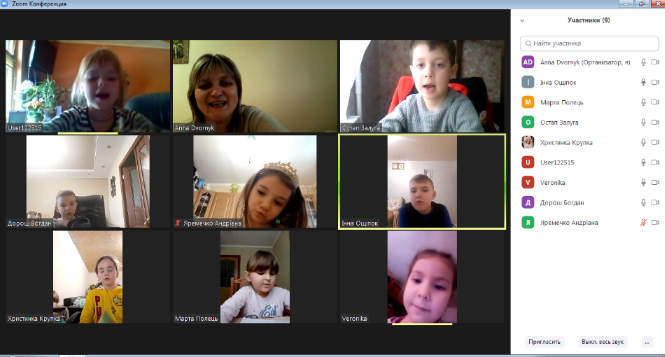 Zoom Конференция
User122515
Anna Dvornyk
Остап Залуга
Дорош Богдан
Яремечко Андріана
Інна Ощіпок
Христинка Крупка
Марта Полець
Veronika
Участники (9)
Найти участника
AD Anna Dvornyk (Организатор, я)
І Інна Ощіпок
М Марта Полець
О Остап Залуга
Христинка Крупка
U User122515
V Veronika
Д Дорош Богдан
Я Яремечко Андріана
Пригласить
Выкл. весь звук
...